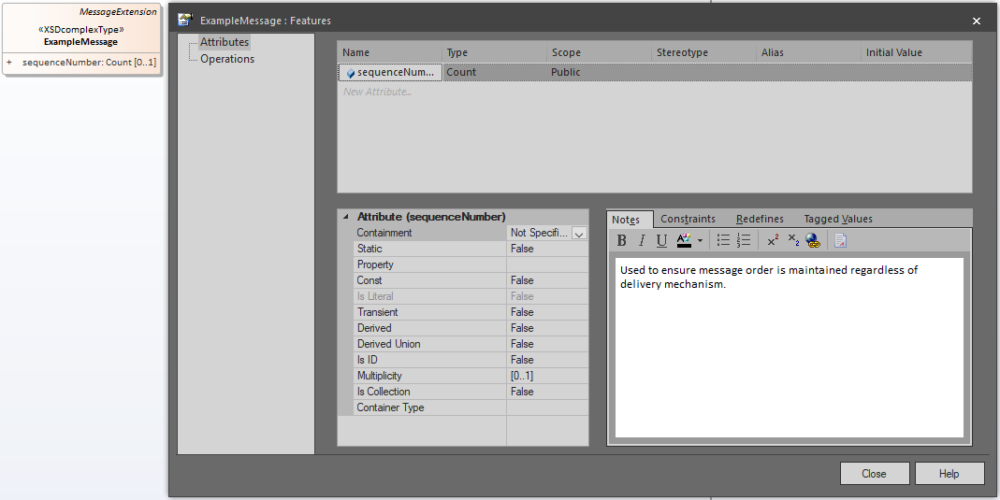 MessageExtension
«XSDcomplexType»
ExampleMessage
+ sequenceNumber: Count [0..1]
ExampleMessage : Features
Attributes
Operations
Name Type Scope Stereotype Alias Initial Value
sequenceNum... Count Public
New Attribute...
Attribute (sequenceNumber)
Containment Not Specifi...
Static False
Property
Const False
Is Literal False
Transient False
Derived False
Derived Union False
Is ID False
Multiplicity [0..1]
Is Collection False
Container Type
Notes Constraints Redefines Tagged Values
B I U A x² x₂
Used to ensure message order is maintained regardless of
delivery mechanism.
Close Help